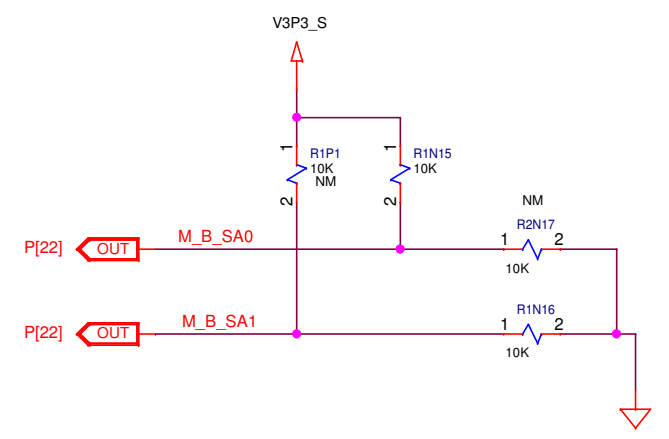 V3P3_S
1
R1P1
10K
NM
2
1
R1N15
10K
2
NM
R2N17
P[22]
OUT
M_B_SA0
1
2
10K
R1N16
P[22]
OUT
M_B_SA1
1
2
10K